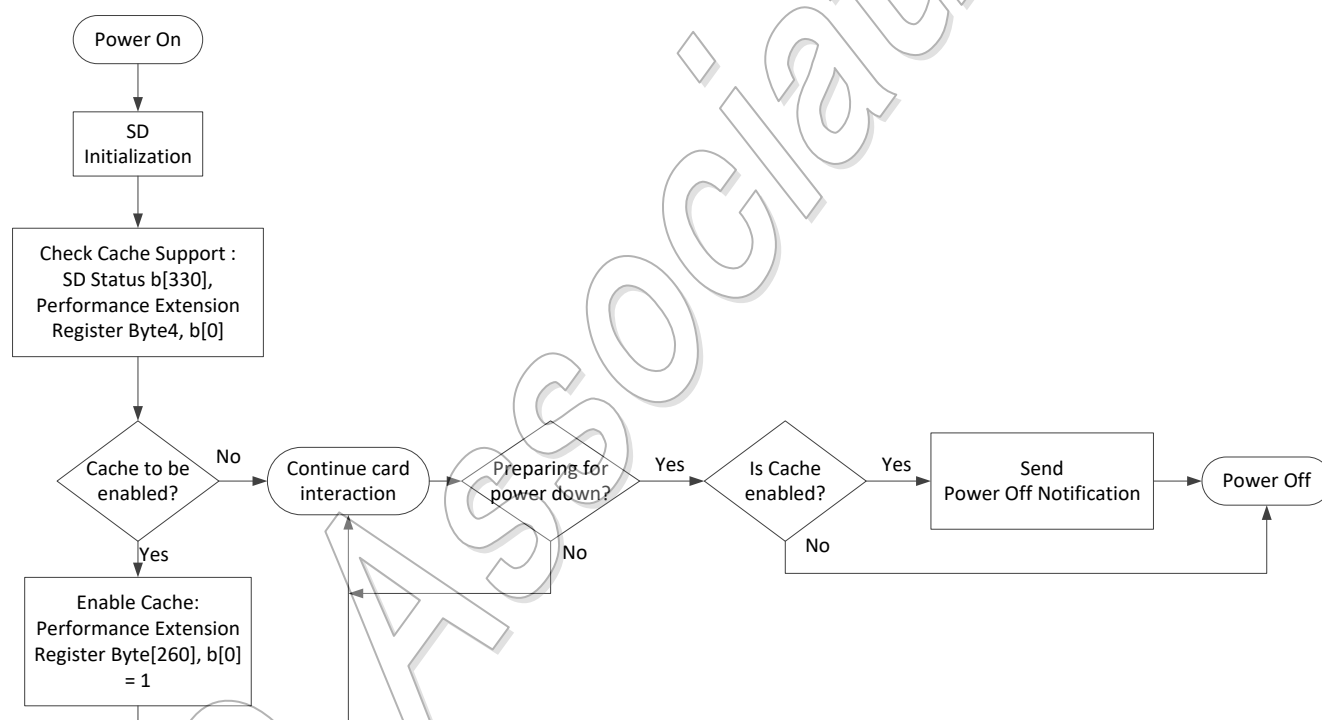 Power On
SD
Initialization
Check Cache Support :
SD Status b[330],
Performance Extension
Register Byte4, b[0]
Cache to be
enabled?
No
Continue card
interaction
Preparing for
power down?
Yes
Is Cache
enabled?
Yes
Send
Power Off Notification
Power Off
Yes
No
No
Enable Cache:
Performance Extension
Register Byte[260], b[0]
= 1